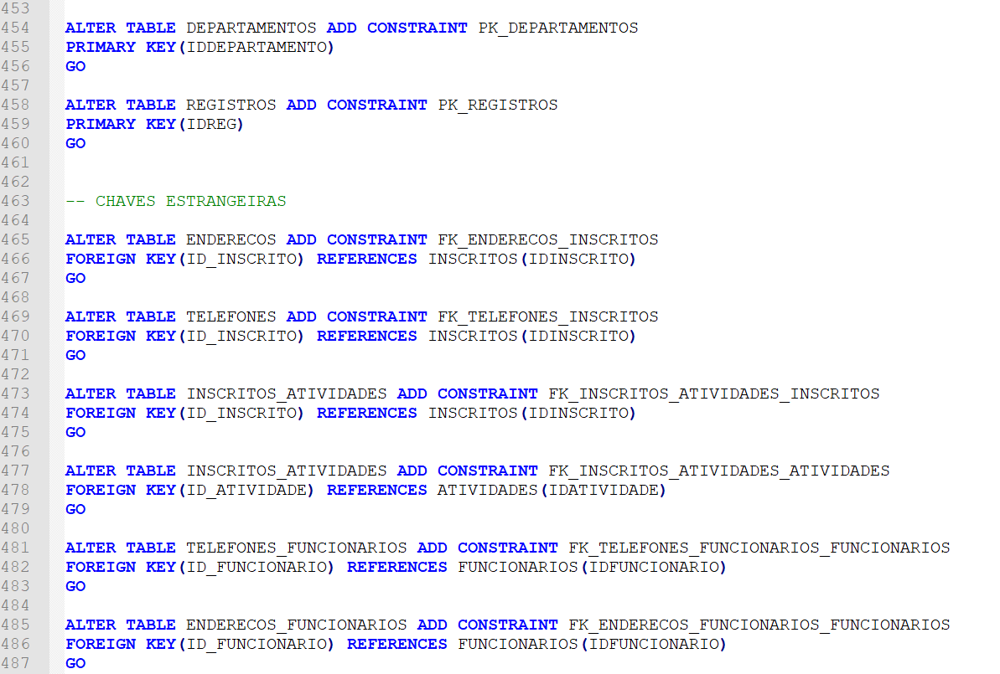 453
454 ALTER TABLE DEPARTAMENTOS ADD CONSTRAINT PK_DEPARTAMENTOS
455 PRIMARY KEY(IDDEPARTAMENTO)
456 GO
457
458 ALTER TABLE REGISTROS ADD CONSTRAINT PK_REGISTROS
459 PRIMARY KEY(IDREG)
460 GO
461
462
463 -- CHAVES ESTRANGEIRAS
464
465 ALTER TABLE ENDERECOS ADD CONSTRAINT FK_ENDERECOS_INSCRITOS
466 FOREIGN KEY(ID_INSCRITO) REFERENCES INSCRITOS(IDINSCRITO)
467 GO
468
469 ALTER TABLE TELEFONES ADD CONSTRAINT FK_TELEFONES_INSCRITOS
470 FOREIGN KEY(ID_INSCRITO) REFERENCES INSCRITOS(IDINSCRITO)
471 GO
472
473 ALTER TABLE INSCRITOS_ATIVIDADES ADD CONSTRAINT FK_INSCRITOS_ATIVIDADES_INSCRITOS
474 FOREIGN KEY(ID_INSCRITO) REFERENCES INSCRITOS(IDINSCRITO)
475 GO
476
477 ALTER TABLE INSCRITOS_ATIVIDADES ADD CONSTRAINT FK_INSCRITOS_ATIVIDADES_ATIVIDADES
478 FOREIGN KEY(ID_ATIVIDADE) REFERENCES ATIVIDADES(IDATIVIDADE)
479 GO
480
481 ALTER TABLE TELEFONES_FUNCIONARIOS ADD CONSTRAINT FK_TELEFONES_FUNCIONARIOS_FUNCIONARIOS
482 FOREIGN KEY(ID_FUNCIONARIO) REFERENCES FUNCIONARIOS(IDFUNCIONARIO)
483 GO
484
485 ALTER TABLE ENDERECOS_FUNCIONARIOS ADD CONSTRAINT FK_ENDERECOS_FUNCIONARIOS_FUNCIONARIOS
486 FOREIGN KEY(ID_FUNCIONARIO) REFERENCES FUNCIONARIOS(IDFUNCIONARIO)
487 GO